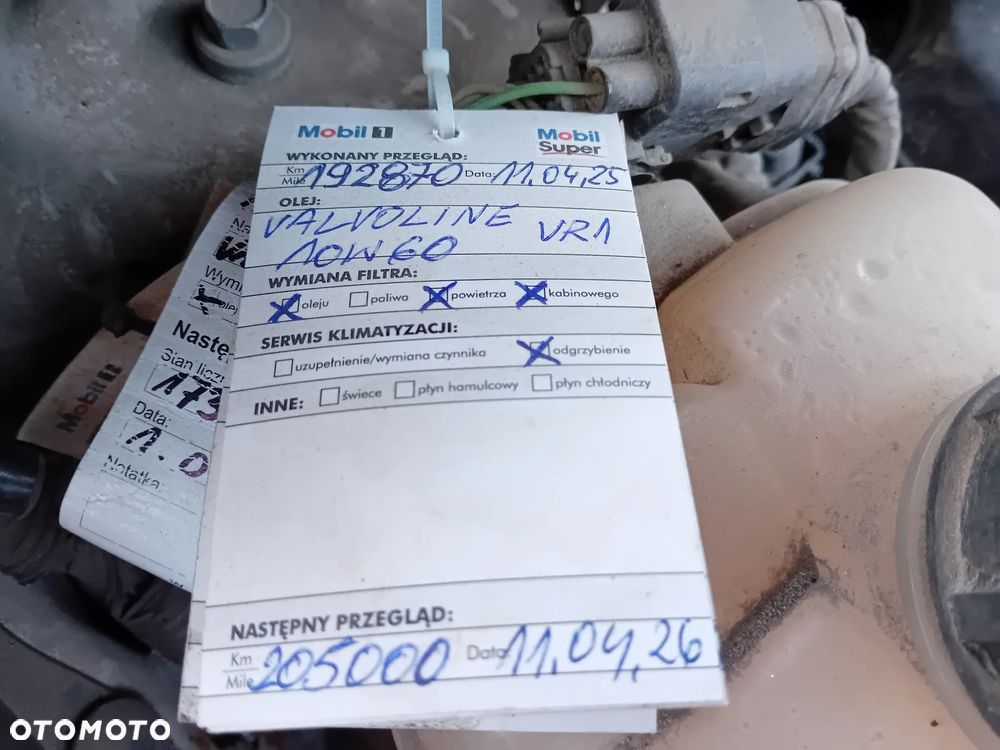 Mobil 1
Mobil Super
WYKONANY PRZEGLĄD:
Km Mile 192870 Data 11.04.25
OLEJ:
VALVOLINE VR1
10W60
WYMIANA FILTRA:
oleju paliwa powietrza kabinowego
SERWIS KLIMATYZACJI:
uzupełnienie/wymiana czynnika odgrzybienie
INNE: świece płyn hamulcowy płyn chłodniczy
NASTĘPNY PRZEGLĄD:
Km Mile 205000 Data 11.04.26
Mobil 1
Data:
Notatka:
OTOMOTO